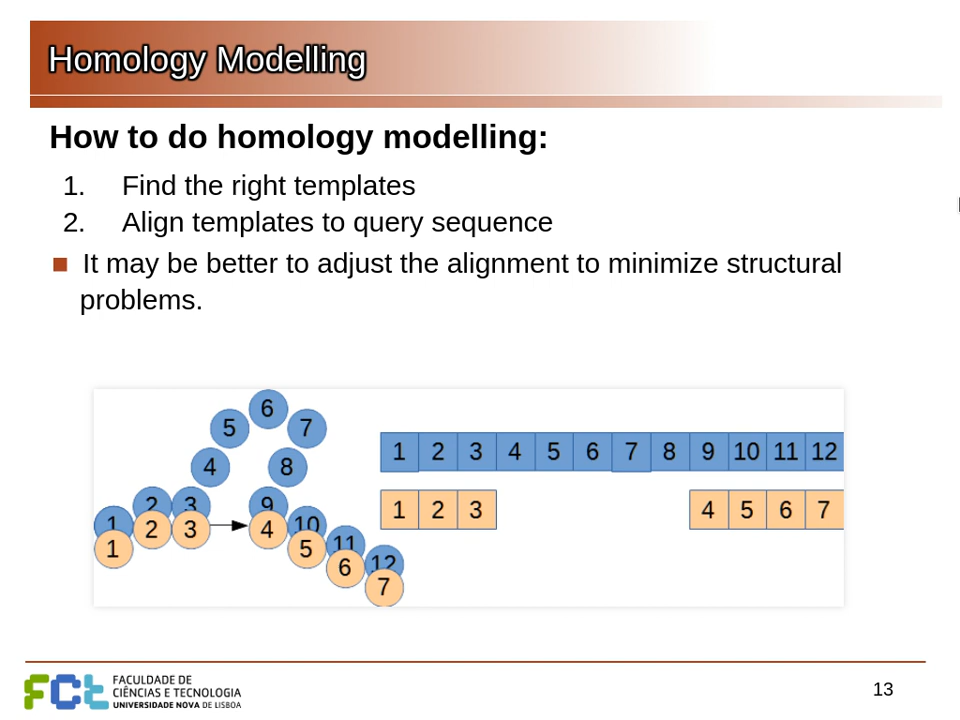 Homology Modelling
How to do homology modelling:
1. Find the right templates
2. Align templates to query sequence
■ It may be better to adjust the alignment to minimize structural
problems.
6
5 7
4 8
2 3 9
1 2 3 4 10
1 5 11
6 12
7
1 2 3 4 5 6 7 8 9 10 11 12
1 2 3 4 5 6 7
FCt
FACULDADE DE
CIÊNCIAS E TECNOLOGIA
UNIVERSIDADE NOVA DE LISBOA
13